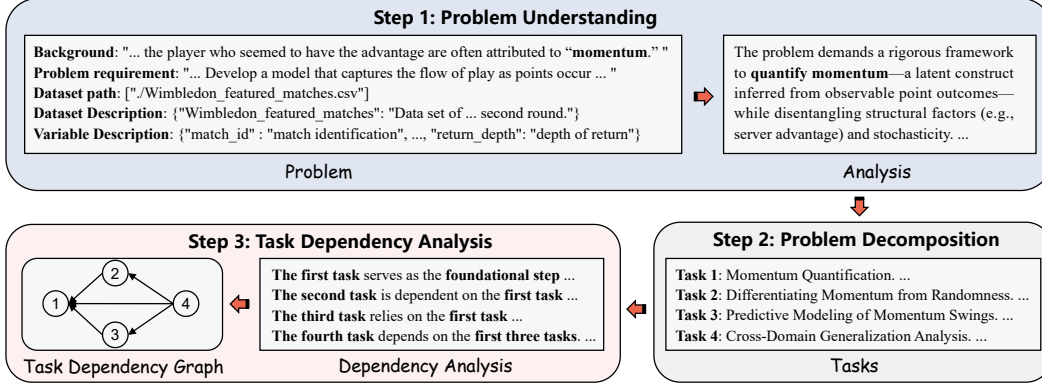 Step 1: Problem Understanding
Background: "... the player who seemed to have the advantage are often attributed to “momentum.” "
Problem requirement: "... Develop a model that captures the flow of play as points occur ... "
Dataset path: ["./Wimbledon_featured_matches.csv"]
Dataset Description: {"Wimbledon_featured_matches": "Data set of ... second round."}
Variable Description: {"match_id" : "match identification", ..., "return_depth": "depth of return"}
Problem
The problem demands a rigorous framework
to quantify momentum—a latent construct
inferred from observable point outcomes—
while disentangling structural factors (e.g.,
server advantage) and stochasticity. ...
Analysis
Step 2: Problem Decomposition
Task 1: Momentum Quantification. ...
Task 2: Differentiating Momentum from Randomness. ...
Task 3: Predictive Modeling of Momentum Swings. ...
Task 4: Cross-Domain Generalization Analysis. ...
Tasks
Step 3: Task Dependency Analysis
The first task serves as the foundational step ...
The second task is dependent on the first task ...
The third task relies on the first task ...
The fourth task depends on the first three tasks. ...
Dependency Analysis
2
1
4
3
Task Dependency Graph